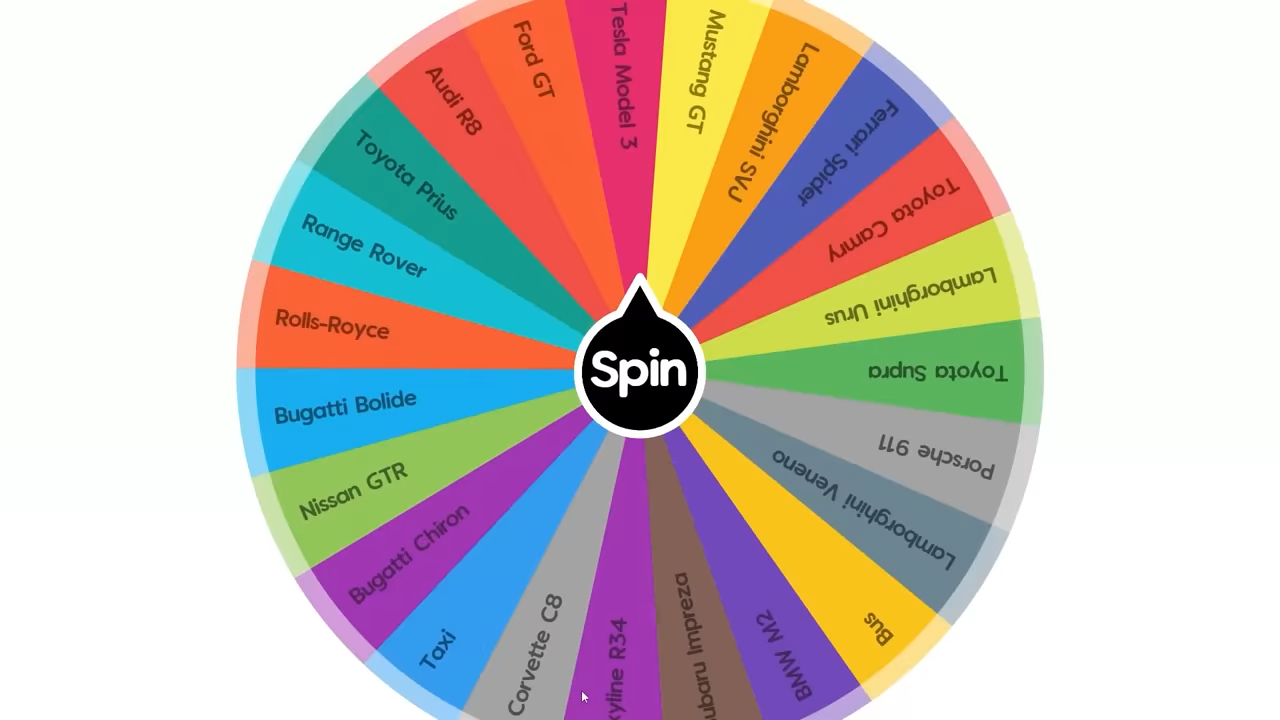 Tesla Model 3
Mustang GT
Lamborghini SVJ
Ferrari Spider
Toyota Camry
Lamborghini Urus
Toyota Supra
Porsche 911
Lamborghini Veneno
Bus
BMW M2
ubaru Impreza
kyline R34
Corvette C8
Taxi
Bugatti Chiron
Nissan GTR
Bugatti Bolide
Rolls-Royce
Range Rover
Toyota Prius
Audi R8
Ford GT
Spin